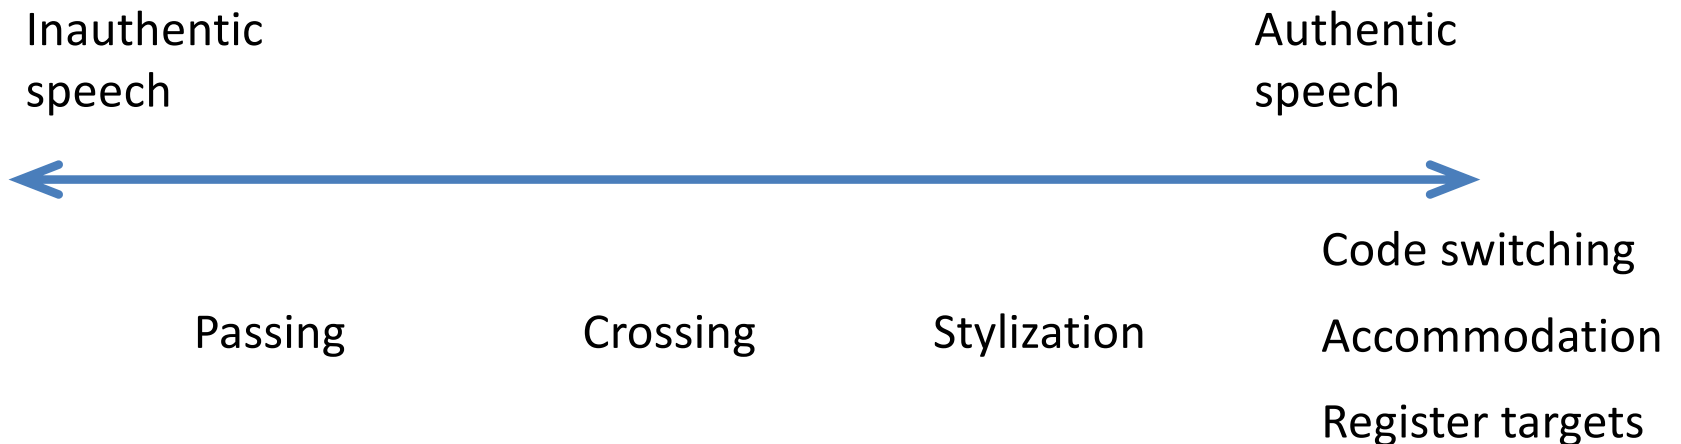 Inauthentic
speech
Authentic
speech
Code switching
Passing
Crossing
Stylization
Accommodation
Register targets